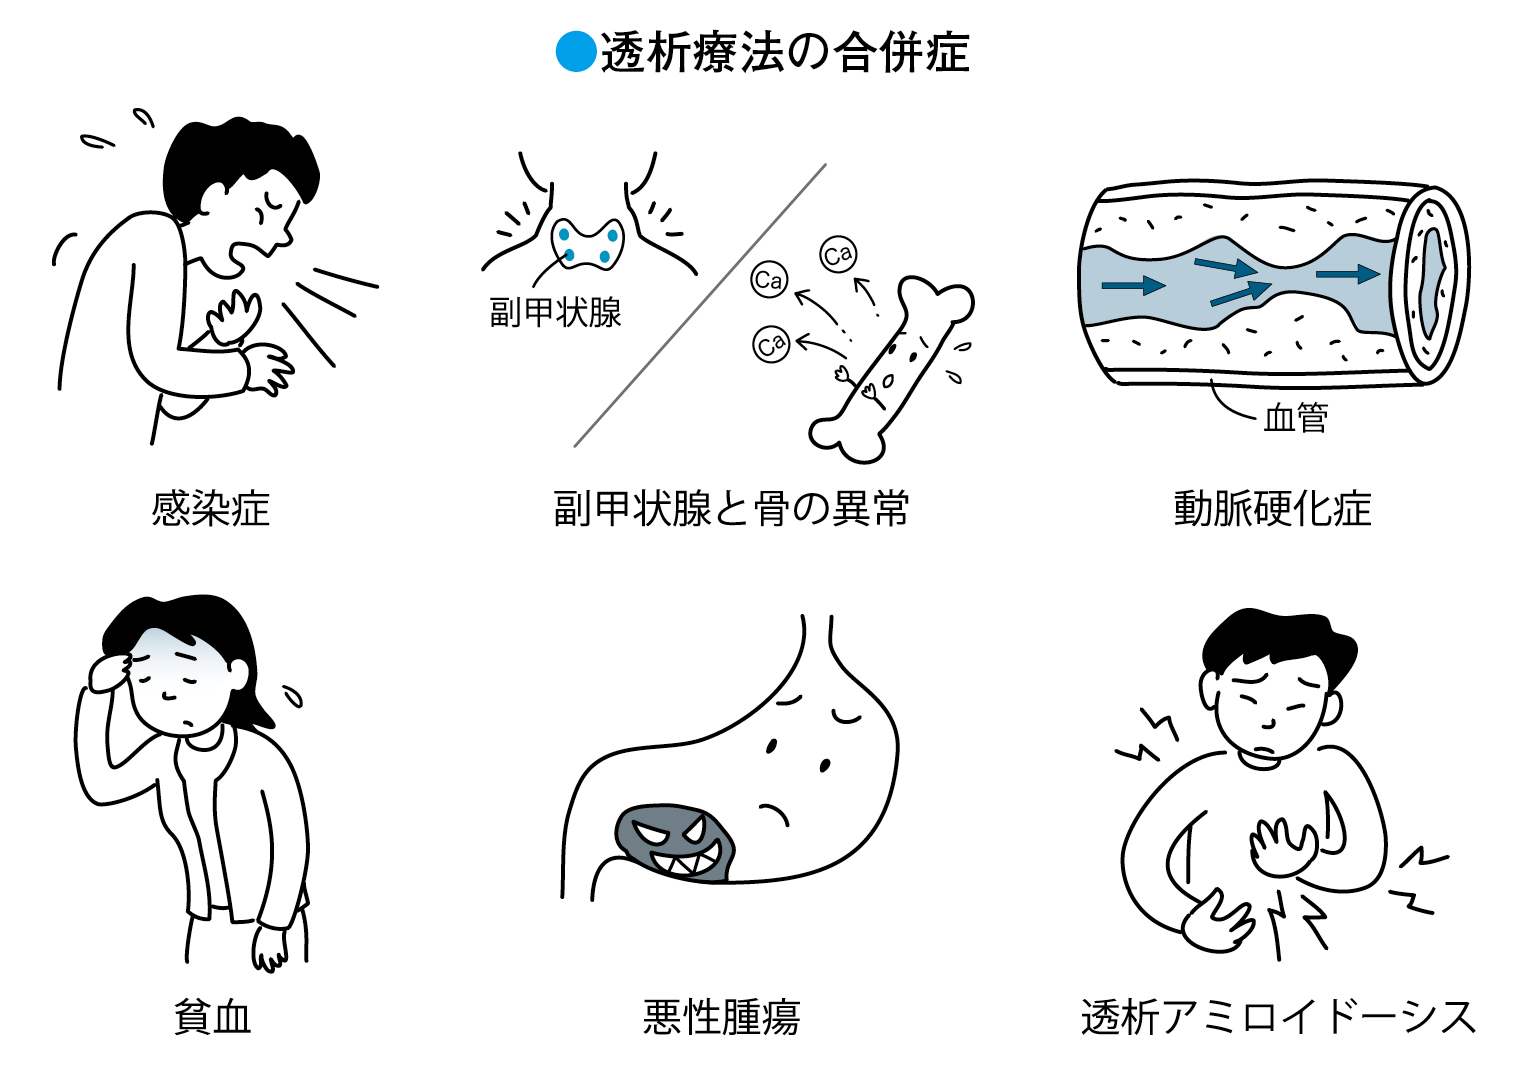 ●透析療法の合併症
副甲状腺
Ca
Ca
Ca
血管
感染症
副甲状腺と骨の異常
動脈硬化症
貧血
悪性腫瘍
透析アミロイドーシス